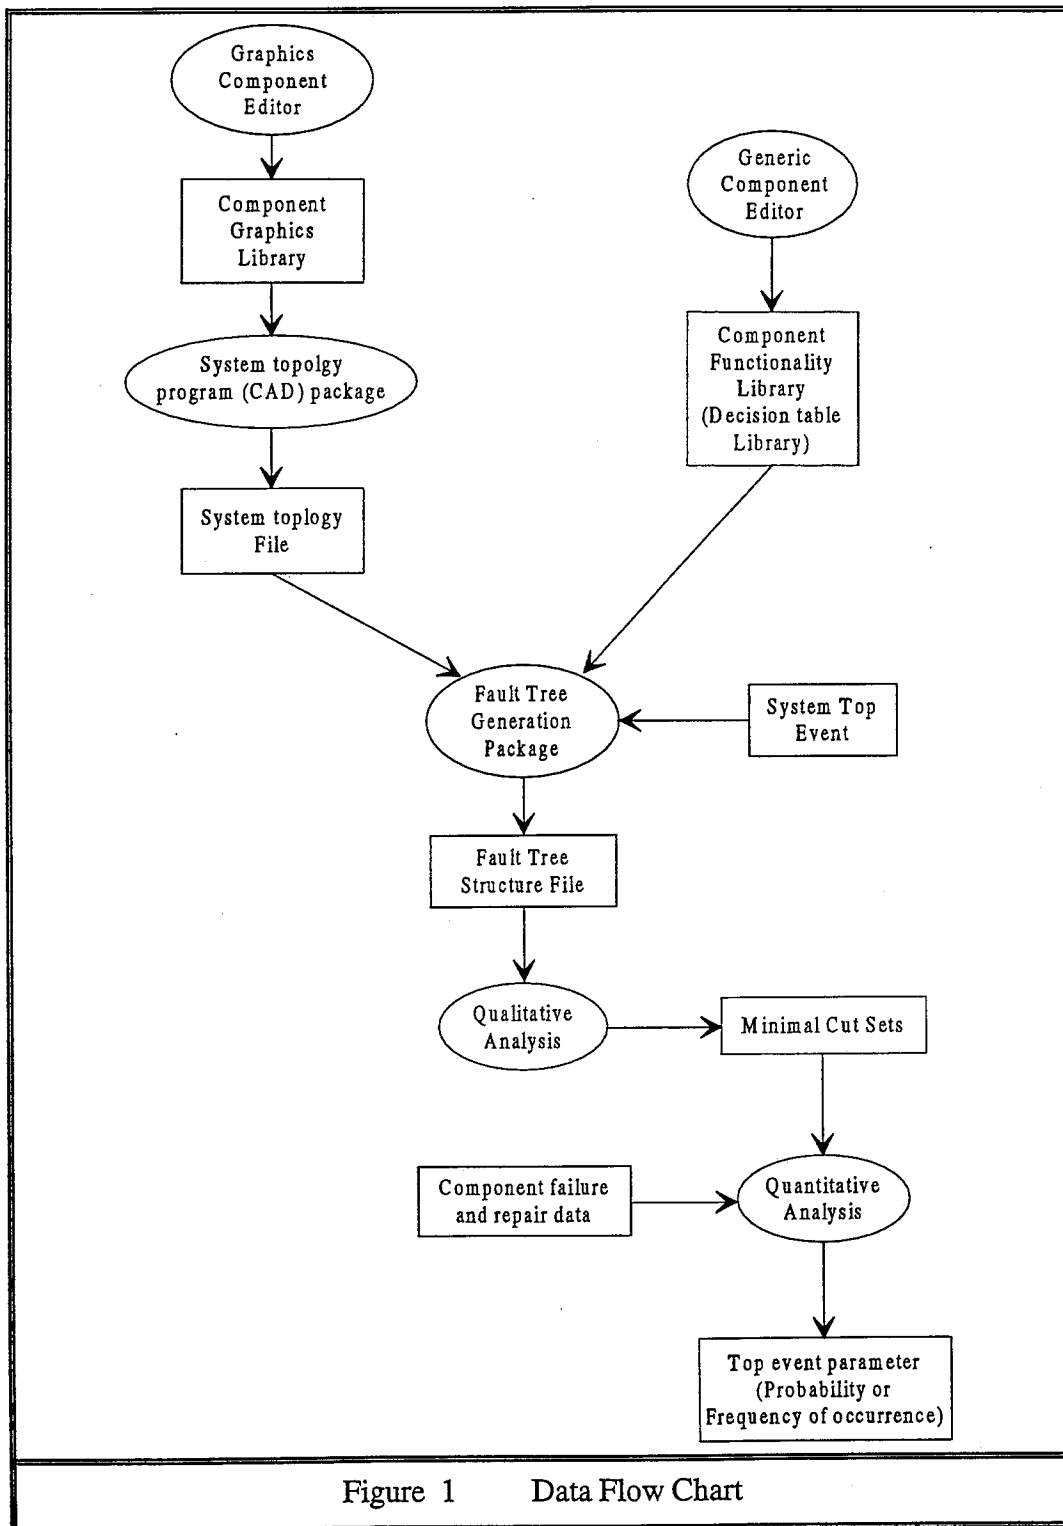 Graphics
Component
Editor
Component
Graphics
Library
System topolgy
program (CAD) package
System toplogy
File
Generic
Component
Editor
Component
Functionality
Library
(Decision table
Library)
Fault Tree
Generation
Package
System Top
Event
Fault Tree
Structure File
Qualitative
Analysis
Minimal Cut Sets
Component failure
and repair data
Quantitative
Analysis
Top event parameter
(Probability or
Frequency of occurrence)
Figure 1 Data Flow Chart